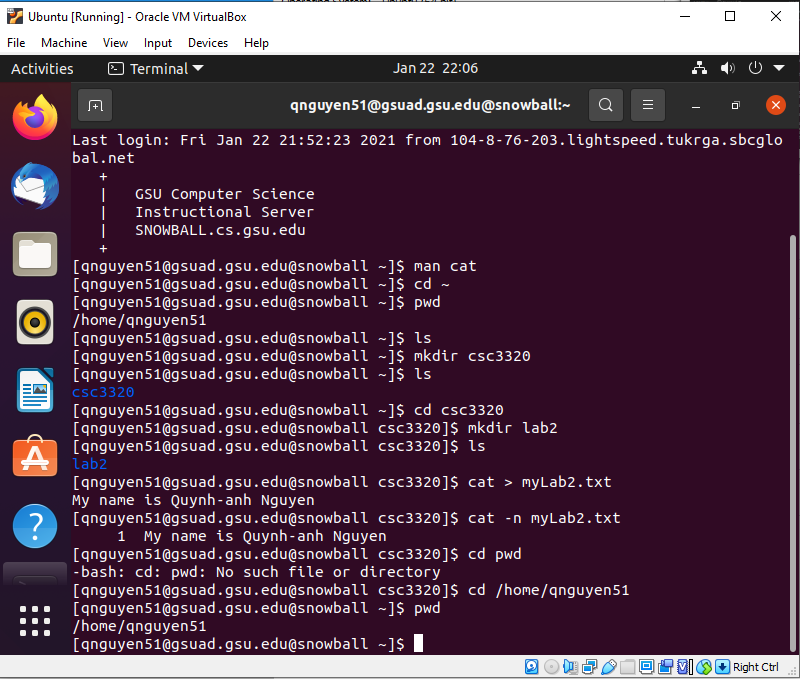 Ubuntu [Running] - Oracle VM VirtualBox
File Machine View Input Devices Help
Activities Terminal Jan 22 22:06
qnguyen51@gsuad.gsu.edu@snowball:~
Last login: Fri Jan 22 21:52:23 2021 from 104-8-76-203.lightspeed.tukrga.sbcglo
bal.net
+
| GSU Computer Science
| Instructional Server
| SNOWBALL.cs.gsu.edu
+
[qnguyen51@gsuad.gsu.edu@snowball ~]$ man cat
[qnguyen51@gsuad.gsu.edu@snowball ~]$ cd ~
[qnguyen51@gsuad.gsu.edu@snowball ~]$ pwd
/home/qnguyen51
[qnguyen51@gsuad.gsu.edu@snowball ~]$ ls
[qnguyen51@gsuad.gsu.edu@snowball ~]$ mkdir csc3320
[qnguyen51@gsuad.gsu.edu@snowball ~]$ ls
csc3320
[qnguyen51@gsuad.gsu.edu@snowball ~]$ cd csc3320
[qnguyen51@gsuad.gsu.edu@snowball csc3320]$ mkdir lab2
[qnguyen51@gsuad.gsu.edu@snowball csc3320]$ ls
lab2
[qnguyen51@gsuad.gsu.edu@snowball csc3320]$ cat > myLab2.txt
My name is Quynh-anh Nguyen
[qnguyen51@gsuad.gsu.edu@snowball csc3320]$ cat -n myLab2.txt
1 My name is Quynh-anh Nguyen
[qnguyen51@gsuad.gsu.edu@snowball csc3320]$ cd pwd
-bash: cd: pwd: No such file or directory
[qnguyen51@gsuad.gsu.edu@snowball csc3320]$ cd /home/qnguyen51
[qnguyen51@gsuad.gsu.edu@snowball ~]$ pwd
/home/qnguyen51
[qnguyen51@gsuad.gsu.edu@snowball ~]$
Right Ctrl